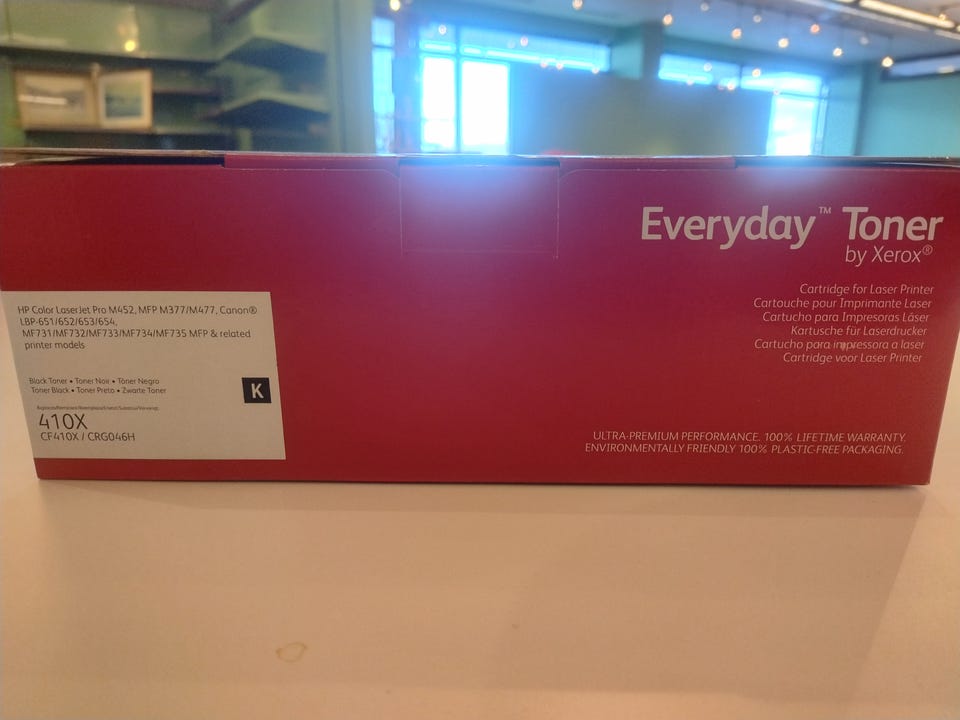 Everyday™ Toner
by Xerox®
Cartridge for Laser Printer
Cartouche pour Imprimante Laser
Cartucho para Impresoras Láser
Kartusche für Laserdrucker
Cartucho para impressora a laser
Cartridge voor Laser Printer
ULTRA-PREMIUM PERFORMANCE. 100% LIFETIME WARRANTY.
ENVIRONMENTALLY FRIENDLY 100% PLASTIC-FREE PACKAGING.
HP Color LaserJet Pro M452, MFP M377/M477, Canon®
LBP-651/652/653/654,
MF731/MF732/MF733/MF734/MF735 MFP & related
printer models
Black Toner • Toner Noir • Tóner Negro
Toner Black • Toner Preto • Zwarte Toner
K
410X
CF410X / CRG046H